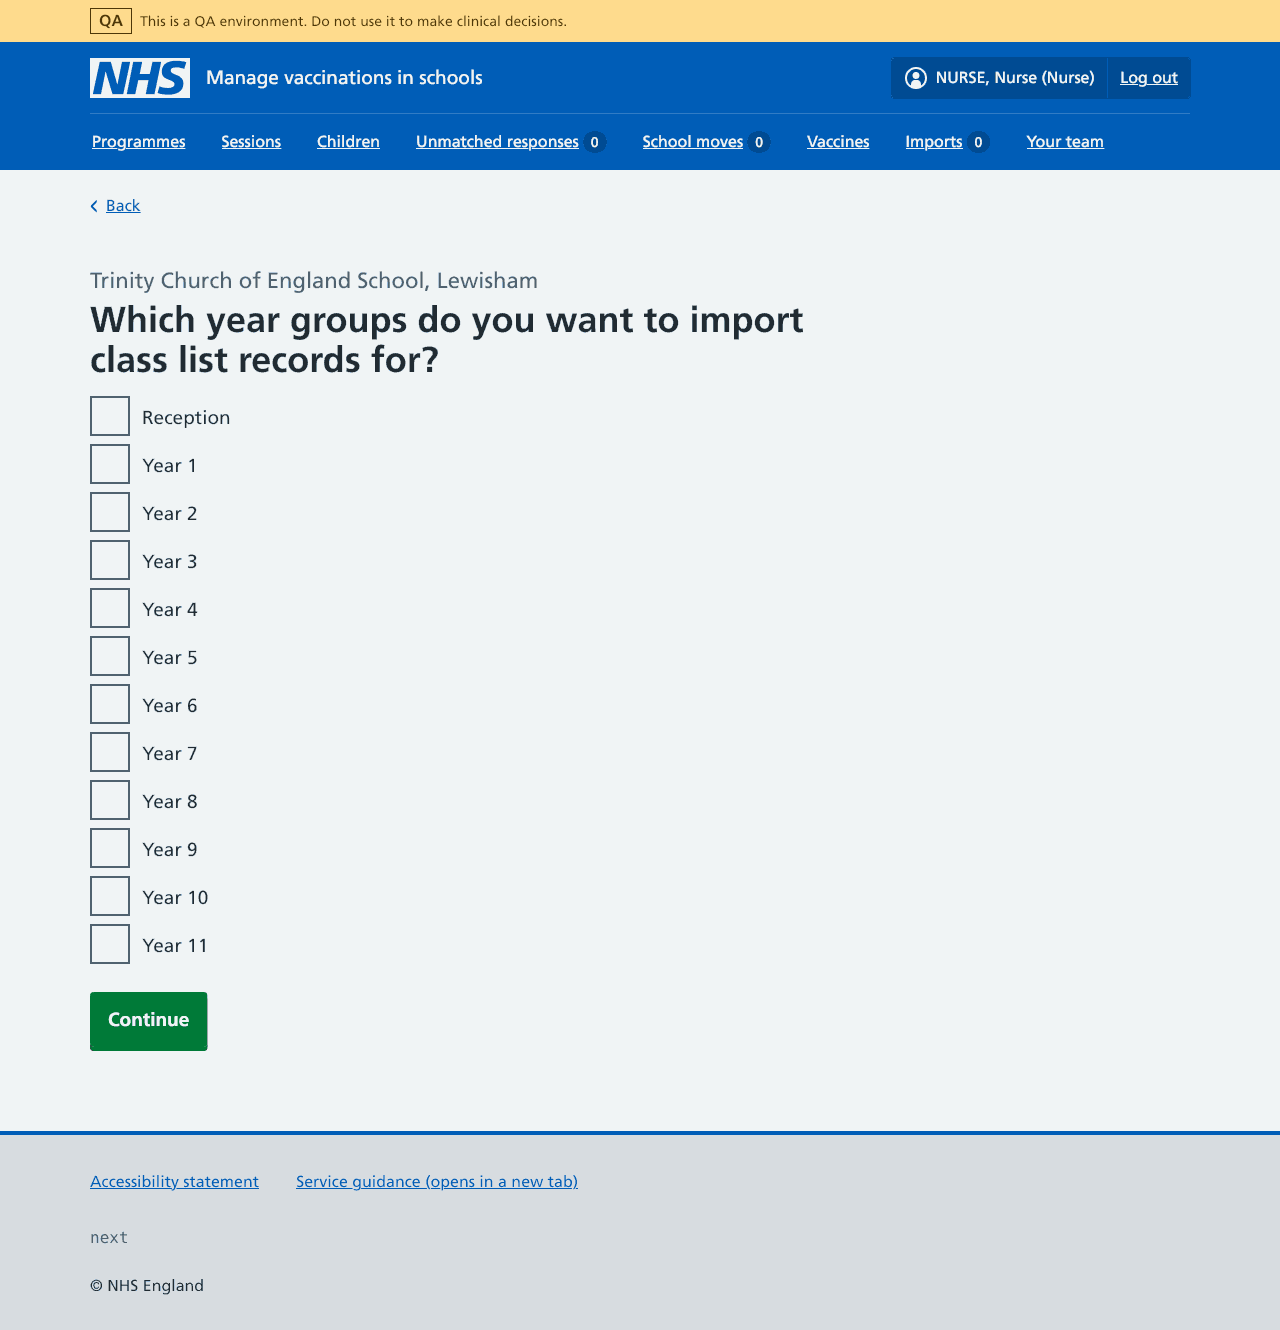 QA This is a QA environment. Do not use it to make clinical decisions.
NHS Manage vaccinations in schools NURSE, Nurse (Nurse) Log out
Programmes Sessions Children Unmatched responses 0 School moves 0 Vaccines Imports 0 Your team
Back
Trinity Church of England School, Lewisham
Which year groups do you want to import
class list records for?
Reception
Year 1
Year 2
Year 3
Year 4
Year 5
Year 6
Year 7
Year 8
Year 9
Year 10
Year 11
Continue
Accessibility statement Service guidance (opens in a new tab)
next
© NHS England